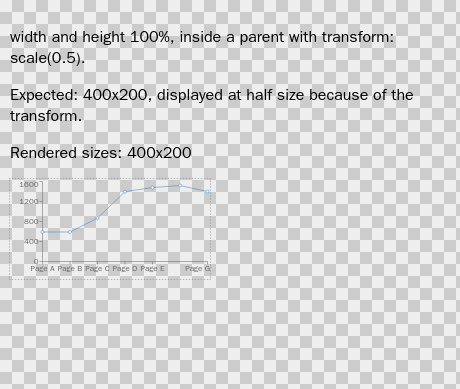 width and height 100%, inside a parent with transform:
scale(0.5).
Expected: 400x200, displayed at half size because of the
transform.
Rendered sizes: 400x200
1600
1200
800
400
0
Page A Page B Page C Page D Page E Page G